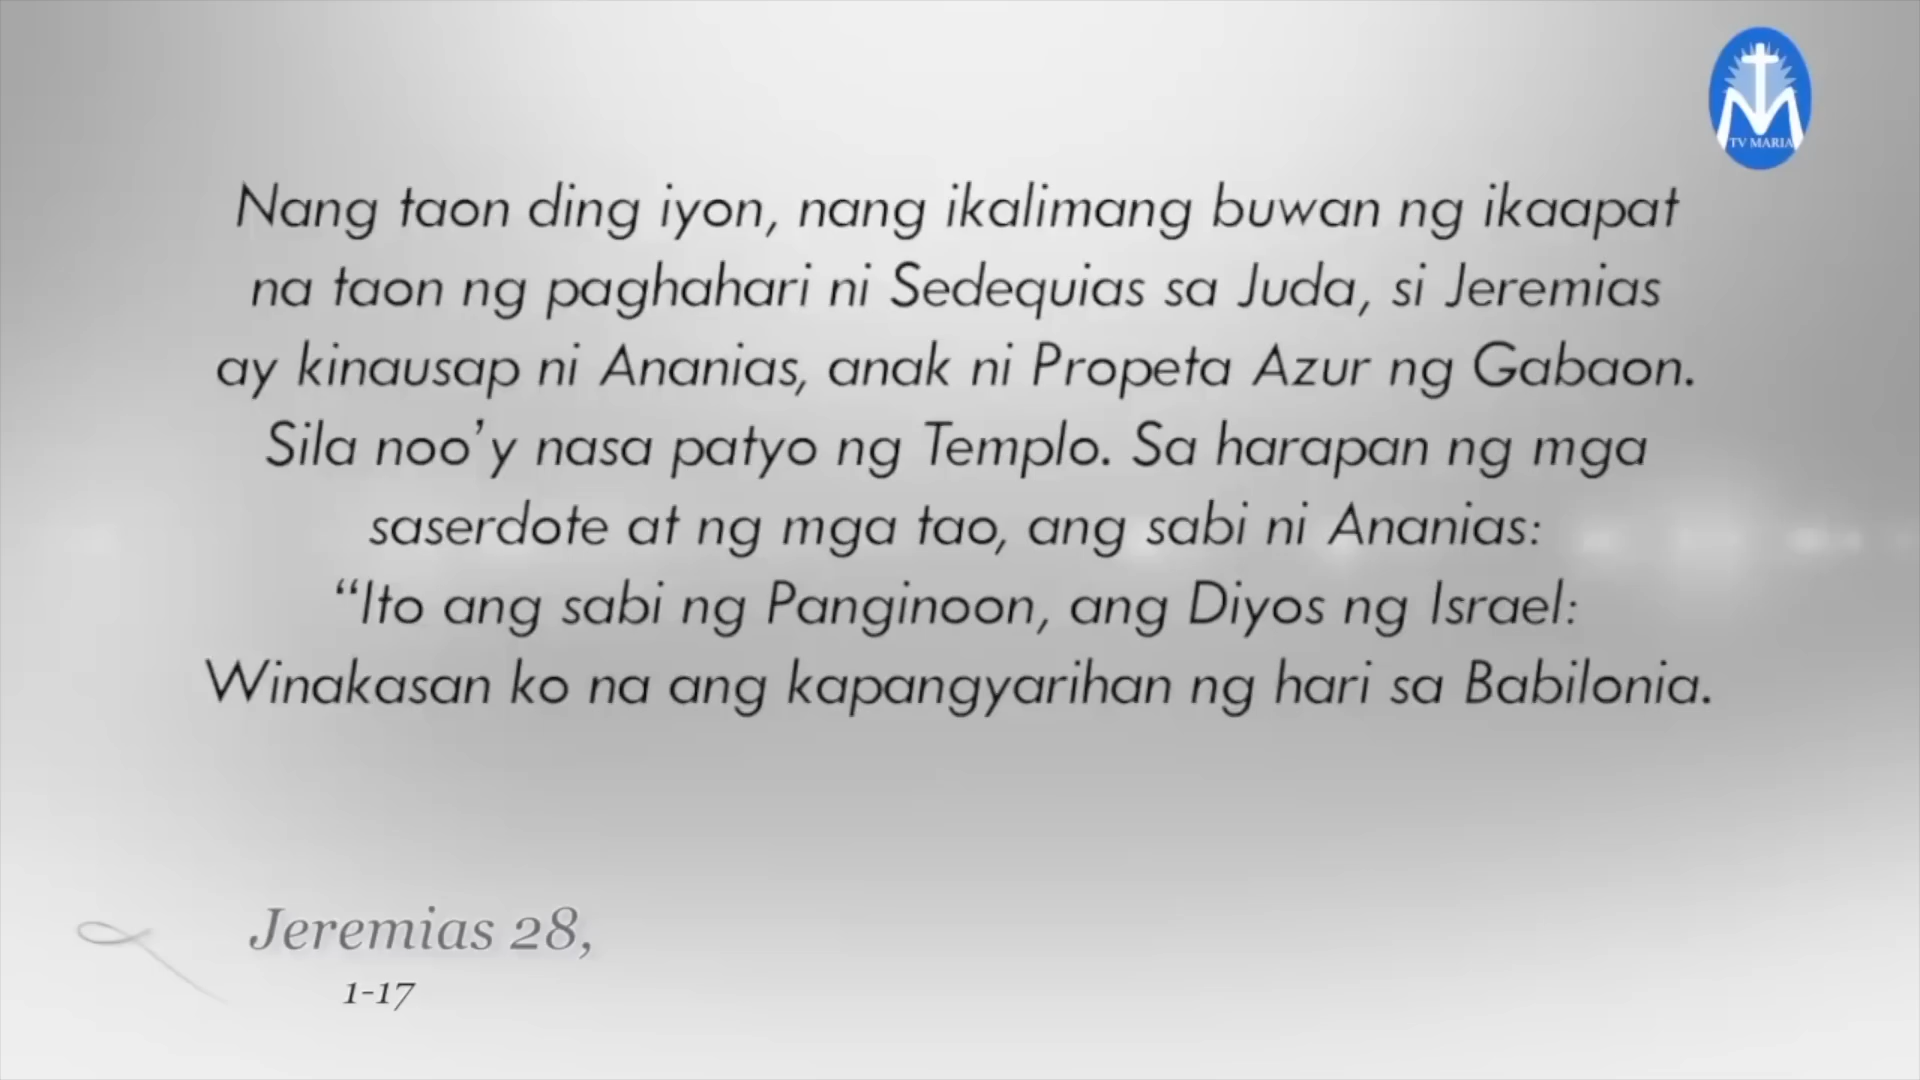 TV MARIA
Nang taon ding iyon, nang ikalimang buwan ng ikaapat
na taon ng paghahari ni Sedequias sa Juda, si Jeremias
ay kinausap ni Ananias, anak ni Propeta Azur ng Gabaon.
Sila noo’y nasa patyo ng Templo. Sa harapan ng mga
saserdote at ng mga tao, ang sabi ni Ananias:
“Ito ang sabi ng Panginoon, ang Diyos ng Israel:
Winakasan ko na ang kapangyarihan ng hari sa Babilonia.
Jeremias 28,
1-17